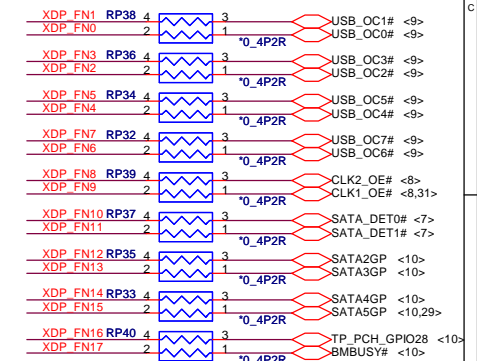 XDP_FN1 RP38 4 3 USB_OC1# <9>
XDP_FN0 2 1 USB_OC0# <9>
*0_4P2R
XDP_FN3 RP36 4 3 USB_OC3# <9>
XDP_FN2 2 1 USB_OC2# <9>
*0_4P2R
XDP_FN5 RP34 4 3 USB_OC5# <9>
XDP_FN4 2 1 USB_OC4# <9>
*0_4P2R
XDP_FN7 RP32 4 3 USB_OC7# <9>
XDP_FN6 2 1 USB_OC6# <9>
*0_4P2R
XDP_FN8 RP39 4 3 CLK2_OE# <8>
XDP_FN9 2 1 CLK1_OE# <8,31>
*0_4P2R
XDP_FN10 RP37 4 3 SATA_DET0# <7>
XDP_FN11 2 1 SATA_DET1# <7>
*0_4P2R
XDP_FN12 RP35 4 3 SATA2GP <10>
XDP_FN13 2 1 SATA3GP <10>
*0_4P2R
XDP_FN14 RP33 4 3 SATA4GP <10>
XDP_FN15 2 1 SATA5GP <10,29>
*0_4P2R
XDP_FN16 RP40 4 3 TP_PCH_GPIO28 <10>
XDP_FN17 2 1 BMBUSY# <10>
*0_4P2R
C